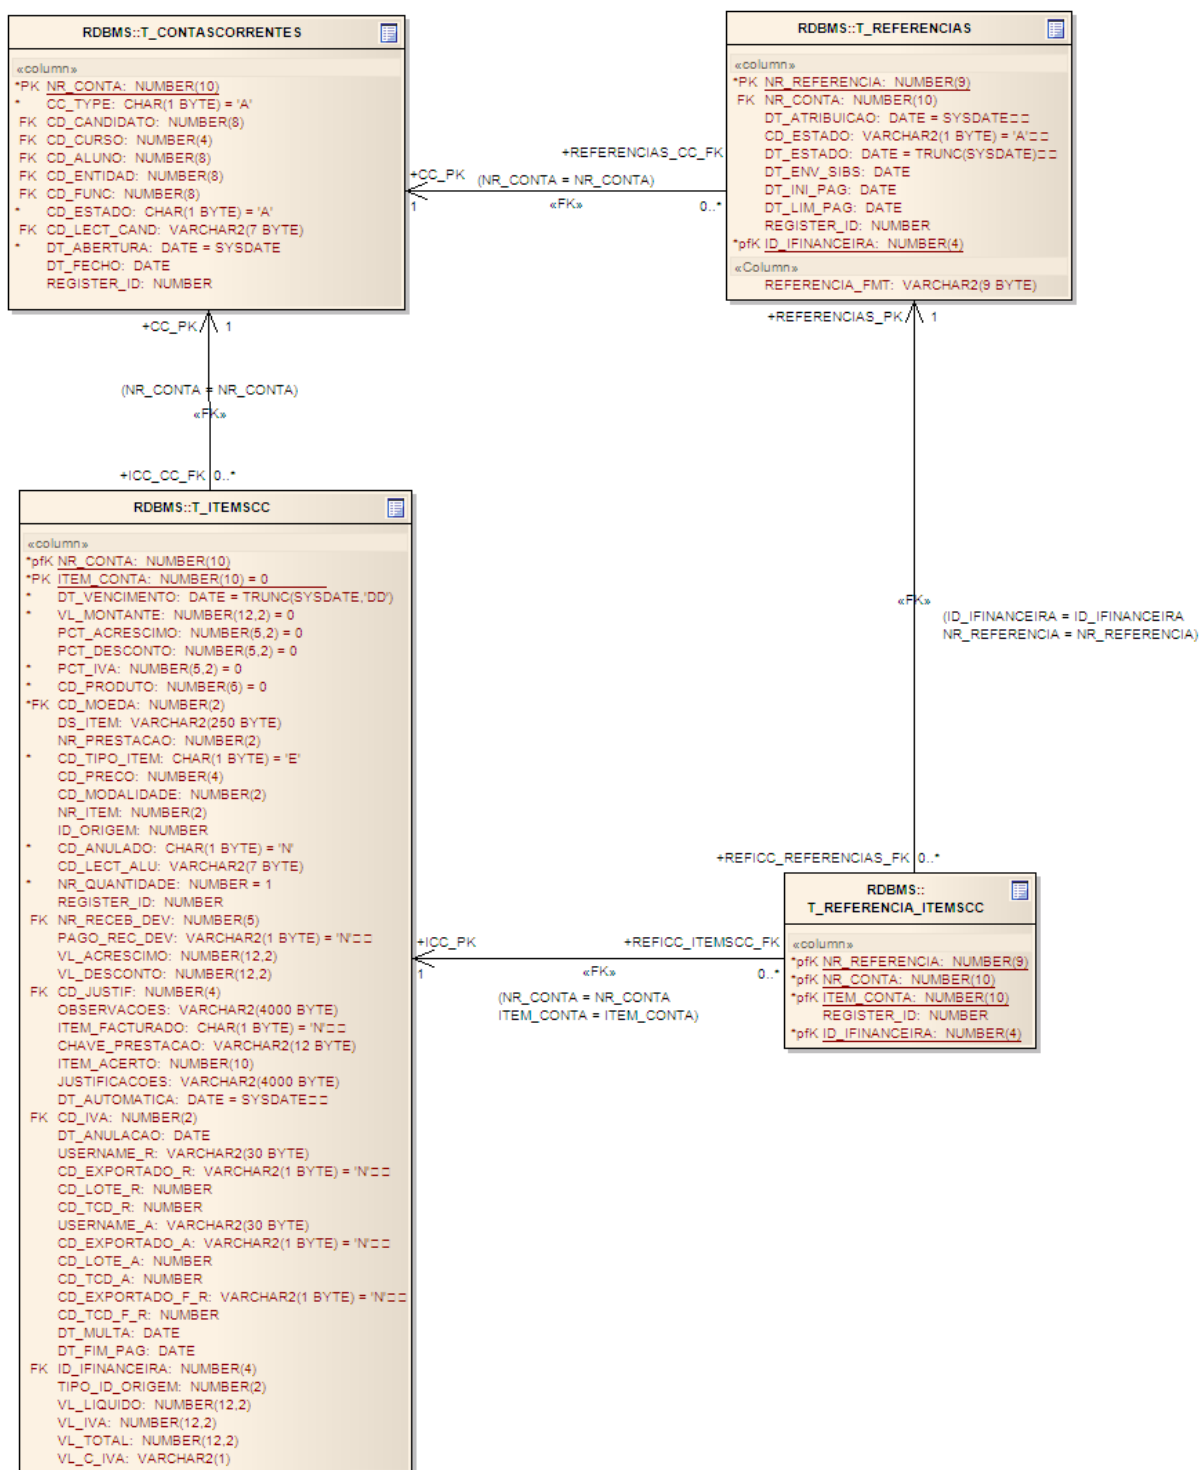 RDBMS::T_CONTASCORRENTES
«column»
*PK NR_CONTA: NUMBER(10)
* CC_TYPE: CHAR(1 BYTE) = 'A'
FK CD_CANDIDATO: NUMBER(8)
FK CD_CURSO: NUMBER(4)
FK CD_ALUNO: NUMBER(8)
FK CD_ENTIDAD: NUMBER(8)
FK CD_FUNC: NUMBER(8)
* CD_ESTADO: CHAR(1 BYTE) = 'A'
FK CD_LECT_CAND: VARCHAR2(7 BYTE)
* DT_ABERTURA: DATE = SYSDATE
DT_FECHO: DATE
REGISTER_ID: NUMBER
RDBMS::T_REFERENCIAS
«column»
*PK NR_REFERENCIA: NUMBER(9)
FK NR_CONTA: NUMBER(10)
DT_ATRIBUICAO: DATE = SYSDATE□□
CD_ESTADO: VARCHAR2(1 BYTE) = 'A'□□
DT_ESTADO: DATE = TRUNC(SYSDATE)□□
DT_ENV_SIBS: DATE
DT_INI_PAG: DATE
DT_LIM_PAG: DATE
REGISTER_ID: NUMBER
*pfK ID_IFINANCEIRA: NUMBER(4)
«Column»
REFERENCIA_FMT: VARCHAR2(9 BYTE)
+REFERENCIAS_CC_FK
+CC_PK
(NR_CONTA = NR_CONTA)
1
«FK»
0..*
+CC_PK
1
(NR_CONTA = NR_CONTA)
«FK»
+ICC_CC_FK
0..*
+REFERENCIAS_PK
1
«FK»
(ID_IFINANCEIRA = ID_IFINANCEIRA
NR_REFERENCIA = NR_REFERENCIA)
+REFICC_REFERENCIAS_FK
0..*
RDBMS::T_ITEMSCC
«column»
*pfK NR_CONTA: NUMBER(10)
*PK ITEM_CONTA: NUMBER(10) = 0
* DT_VENCIMENTO: DATE = TRUNC(SYSDATE,'DD')
* VL_MONTANTE: NUMBER(12,2) = 0
PCT_ACRESCIMO: NUMBER(5,2) = 0
PCT_DESCONTO: NUMBER(5,2) = 0
* PCT_IVA: NUMBER(5,2) = 0
* CD_PRODUTO: NUMBER(6) = 0
*FK CD_MOEDA: NUMBER(2)
DS_ITEM: VARCHAR2(250 BYTE)
NR_PRESTACAO: NUMBER(2)
* CD_TIPO_ITEM: CHAR(1 BYTE) = 'E'
CD_PRECO: NUMBER(4)
CD_MODALIDADE: NUMBER(2)
NR_ITEM: NUMBER(2)
ID_ORIGEM: NUMBER
* CD_ANULADO: CHAR(1 BYTE) = 'N'
CD_LECT_ALU: VARCHAR2(7 BYTE)
* NR_QUANTIDADE: NUMBER = 1
REGISTER_ID: NUMBER
FK NR_RECEB_DEV: NUMBER(5)
PAGO_REC_DEV: VARCHAR2(1 BYTE) = 'N'□□
VL_ACRESCIMO: NUMBER(12,2)
VL_DESCONTO: NUMBER(12,2)
FK CD_JUSTIF: NUMBER(4)
OBSERVACOES: VARCHAR2(4000 BYTE)
ITEM_FACTURADO: CHAR(1 BYTE) = 'N'□□
CHAVE_PRESTACAO: VARCHAR2(12 BYTE)
ITEM_ACERTO: NUMBER(10)
JUSTIFICACOES: VARCHAR2(4000 BYTE)
DT_AUTOMATICA: DATE = SYSDATE□□
FK CD_IVA: NUMBER(2)
DT_ANULACAO: DATE
USERNAME_R: VARCHAR2(30 BYTE)
CD_EXPORTADO_R: VARCHAR2(1 BYTE) = 'N'□□
CD_LOTE_R: NUMBER
CD_TCD_R: NUMBER
USERNAME_A: VARCHAR2(30 BYTE)
CD_EXPORTADO_A: VARCHAR2(1 BYTE) = 'N'□□
CD_LOTE_A: NUMBER
CD_TCD_A: NUMBER
CD_EXPORTADO_F_R: VARCHAR2(1 BYTE) = 'N'□□
CD_TCD_F_R: NUMBER
DT_MULTA: DATE
DT_FIM_PAG: DATE
FK ID_IFINANCEIRA: NUMBER(4)
TIPO_ID_ORIGEM: NUMBER(2)
VL_LIQUIDO: NUMBER(12,2)
VL_IVA: NUMBER(12,2)
VL_TOTAL: NUMBER(12,2)
VL_C_IVA: VARCHAR2(1)
+ICC_PK
+REFICC_ITEMSCC_FK
1
«FK»
0..*
(NR_CONTA = NR_CONTA
ITEM_CONTA = ITEM_CONTA)
RDBMS::
T_REFERENCIA_ITEMSCC
«column»
*pfK NR_REFERENCIA: NUMBER(9)
*pfK NR_CONTA: NUMBER(10)
*pfK ITEM_CONTA: NUMBER(10)
REGISTER_ID: NUMBER
*pfK ID_IFINANCEIRA: NUMBER(4)